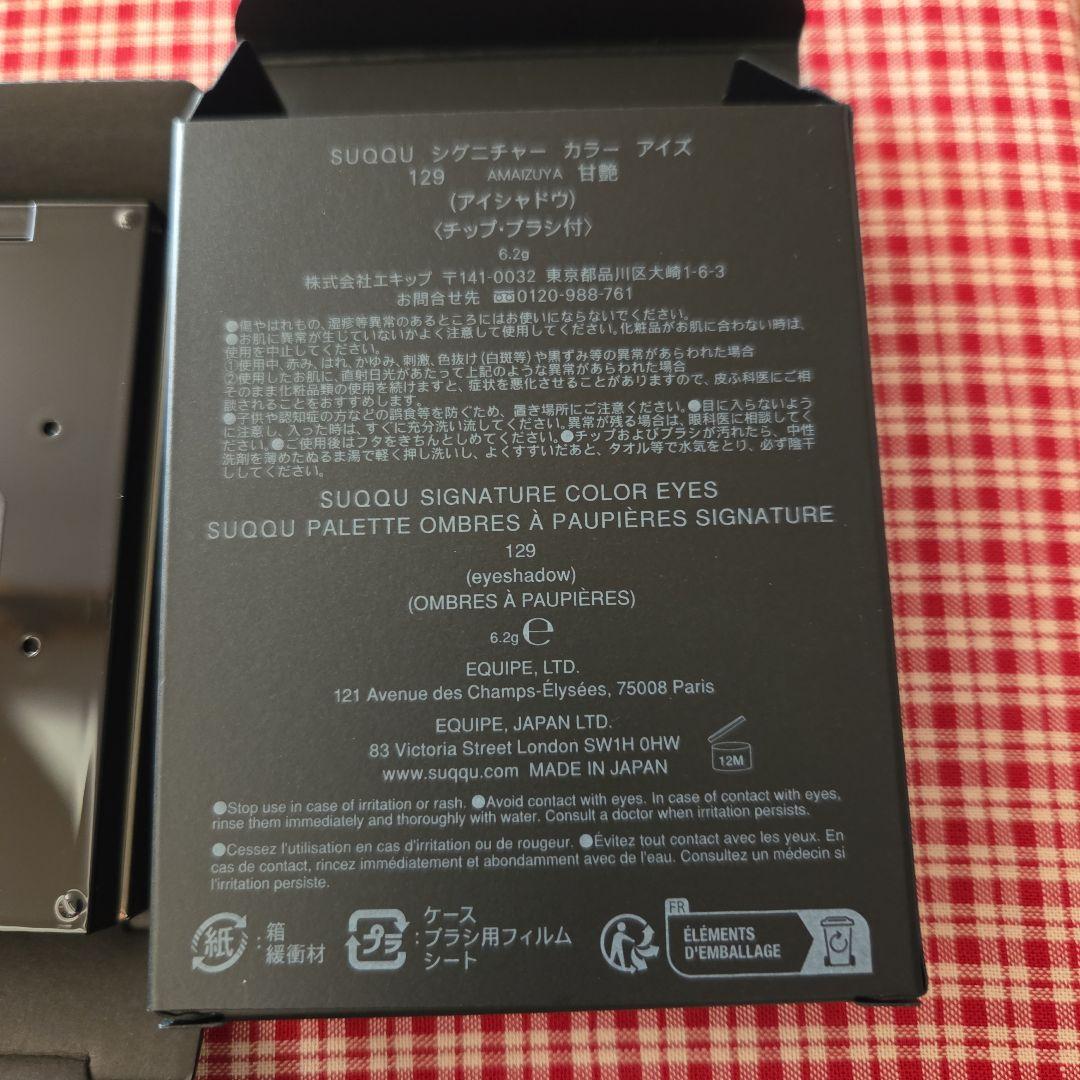 SUQQU シグニチャー カラー アイズ
129 AMAIZUYA 甘艶
(アイシャドウ)
〈チップ・ブラシ付〉
6.2g
株式会社エキップ 〒141-0032 東京都品川区大崎1-6-3
お問合せ先 0120-988-761
●傷やはれもの、湿疹等異常のあるところにはお使いにならないでください。
●お肌に異常が生じていないかよく注意して使用してください。化粧品がお肌に合わない時は、
使用を中止してください。
①使用中、赤み、はれ、かゆみ、刺激、色抜け(白斑等)や黒ずみ等の異常があらわれた場合
②使用したお肌に、直射日光があたって上記のような異常があらわれた場合
そのまま化粧品類の使用を続けますと、症状を悪化させることがありますので、皮ふ科医にご相
談されることをおすすめします。
●子供や認知症の方などの誤食等を防ぐため、置き場所にご注意ください。●目に入らないよう
に注意し、入った時は、すぐに充分洗い流してください。異常が残る場合は、眼科医に相談してく
ださい。●ご使用後はフタをきちんとしめてください。●チップおよびブラシが汚れたら、中性
洗剤を薄めたぬるま湯で軽く押し洗いし、よくすすいだあと、タオル等で水気をとり、必ず陰干
ししてください。
SUQQU SIGNATURE COLOR EYES
SUQQU PALETTE OMBRES À PAUPIÈRES SIGNATURE
129
(eyeshadow)
(OMBRES À PAUPIÈRES)
6.2g ℮
EQUIPE, LTD.
121 Avenue des Champs-Élysées, 75008 Paris
EQUIPE, JAPAN LTD.
83 Victoria Street London SW1H 0HW
www.suqqu.com MADE IN JAPAN
12M
●Stop use in case of irritation or rash. ●Avoid contact with eyes. In case of contact with eyes,
rinse them immediately and thoroughly with water. Consult a doctor when irritation persists.
●Cessez l'utilisation en cas d'irritation ou de rougeur. ●Évitez tout contact avec les yeux. En
cas de contact, rincez immédiatement et abondamment avec de l'eau. Consultez un médecin si
l'irritation persiste.
紙 : 箱
緩衝材
プラ : ケース
ブラシ用フィルム
シート
FR
ÉLÉMENTS
D'EMBALLAGE